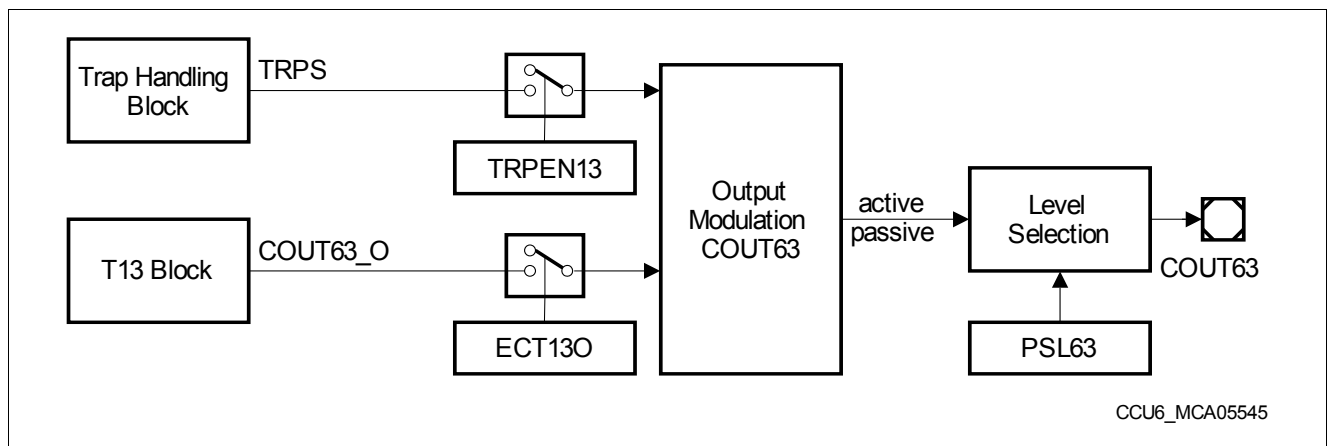 Trap Handling
Block
TRPS
TRPEN13
T13 Block
COUT63_O
ECT13O
Output
Modulation
COUT63
active
passive
Level
Selection
COUT63
PSL63
CCU6_MCA05545